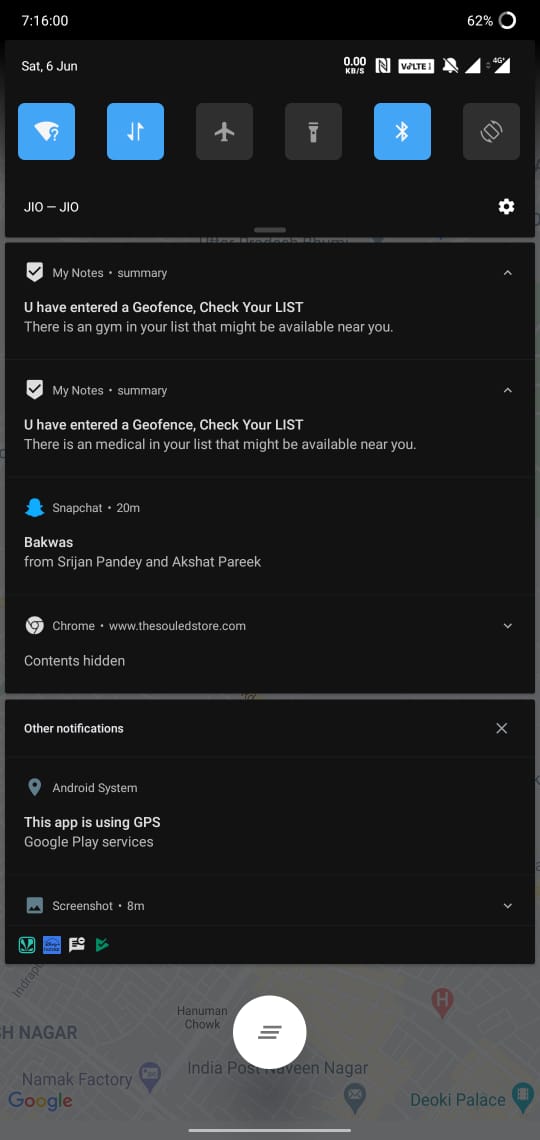 7:16:00
62%
Sat, 6 Jun
0.00
KB/S
VoLTE 1
4G+
JIO — JIO
My Notes • summary
U have entered a Geofence, Check Your LIST
There is an gym in your list that might be available near you.
My Notes • summary
U have entered a Geofence, Check Your LIST
There is an medical in your list that might be available near you.
Snapchat • 20m
Bakwas
from Srijan Pandey and Akshat Pareek
Chrome • www.thesouledstore.com
Contents hidden
Other notifications
Android System
This app is using GPS
Google Play services
Screenshot • 8m
Hanuman
Chowk
H
SH NAGAR
India Post Naveen Nagar
Namak Factory
Google
Deoki Palace